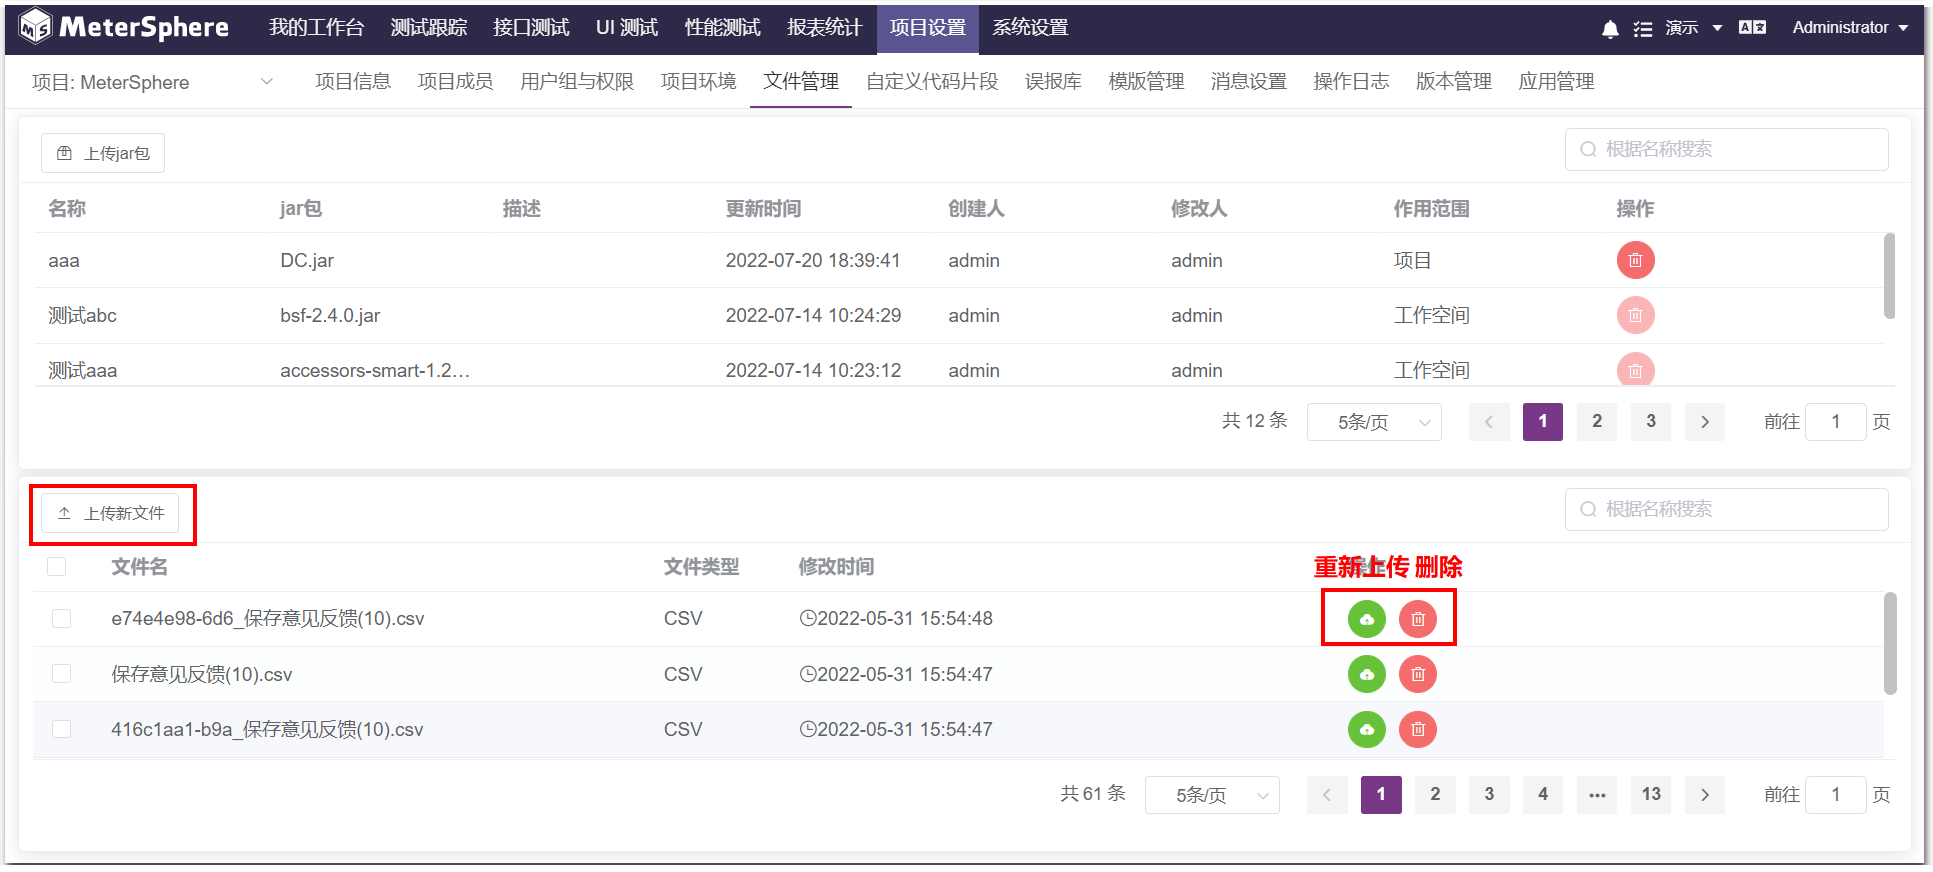 MeterSphere 我的工作台 测试跟踪 接口测试 UI 测试 性能测试 报表统计 项目设置 系统设置 演示 Administrator
项目: MeterSphere 项目信息 项目成员 用户组与权限 项目环境 文件管理 自定义代码片段 误报库 模版管理 消息设置 操作日志 版本管理 应用管理
上传jar包 根据名称搜索
名称 jar包 描述 更新时间 创建人 修改人 作用范围 操作
aaa DC.jar 2022-07-20 18:39:41 admin admin 项目
测试abc bsf-2.4.0.jar 2022-07-14 10:24:29 admin admin 工作空间
测试aaa accessors-smart-1.2... 2022-07-14 10:23:12 admin admin 工作空间
共 12 条 5条/页 1 2 3 前往 1 页
上传新文件 根据名称搜索
文件名 文件类型 修改时间 重新上传 删除
e74e4e98-6d6_保存意见反馈(10).csv CSV 2022-05-31 15:54:48
保存意见反馈(10).csv CSV 2022-05-31 15:54:47
416c1aa1-b9a_保存意见反馈(10).csv CSV 2022-05-31 15:54:47
共 61 条 5条/页 1 2 3 4 ... 13 前往 1 页